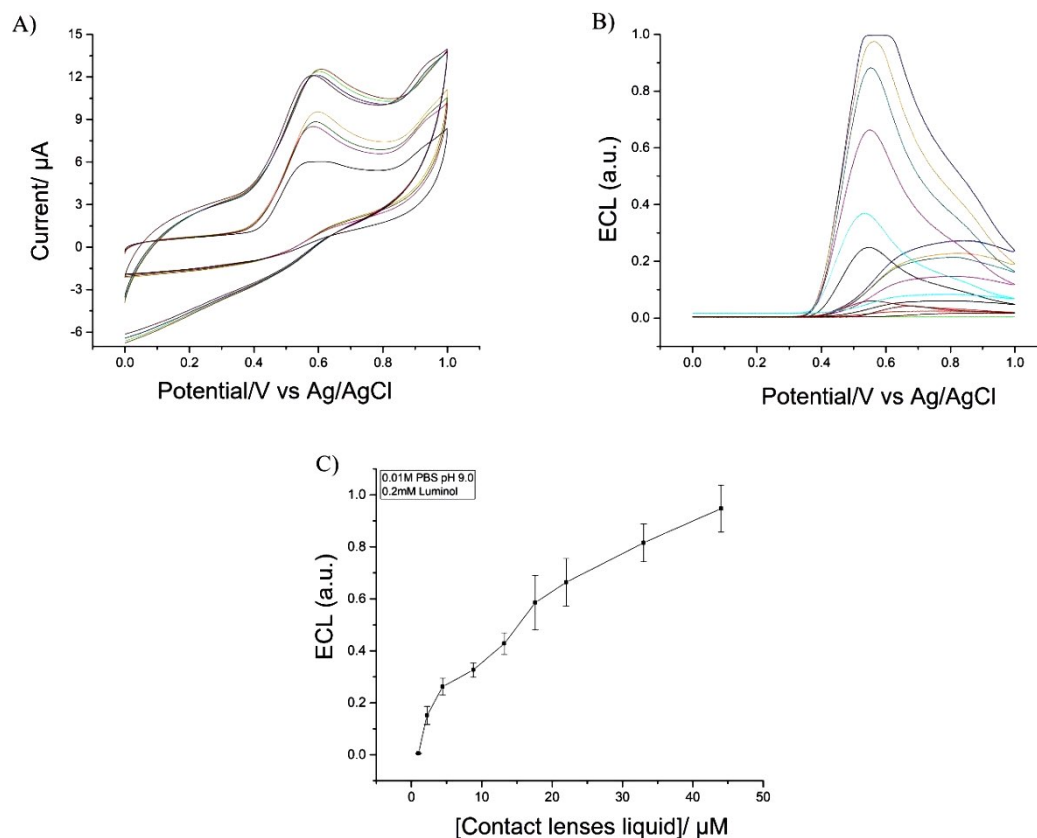 A)
15
12
9
6
3
0
-3
-6
Current/ µA
0.0 0.2 0.4 0.6 0.8 1.0
Potential/V vs Ag/AgCl
B)
1.0
0.8
0.6
0.4
0.2
0.0
ECL (a.u.)
0.0 0.2 0.4 0.6 0.8 1.0
Potential/V vs Ag/AgCl
C)
0.01M PBS pH 9.0
0.2mM Luminol
1.0
0.8
0.6
0.4
0.2
0.0
ECL (a.u.)
0 10 20 30 40 50
[Contact lenses liquid]/ µM